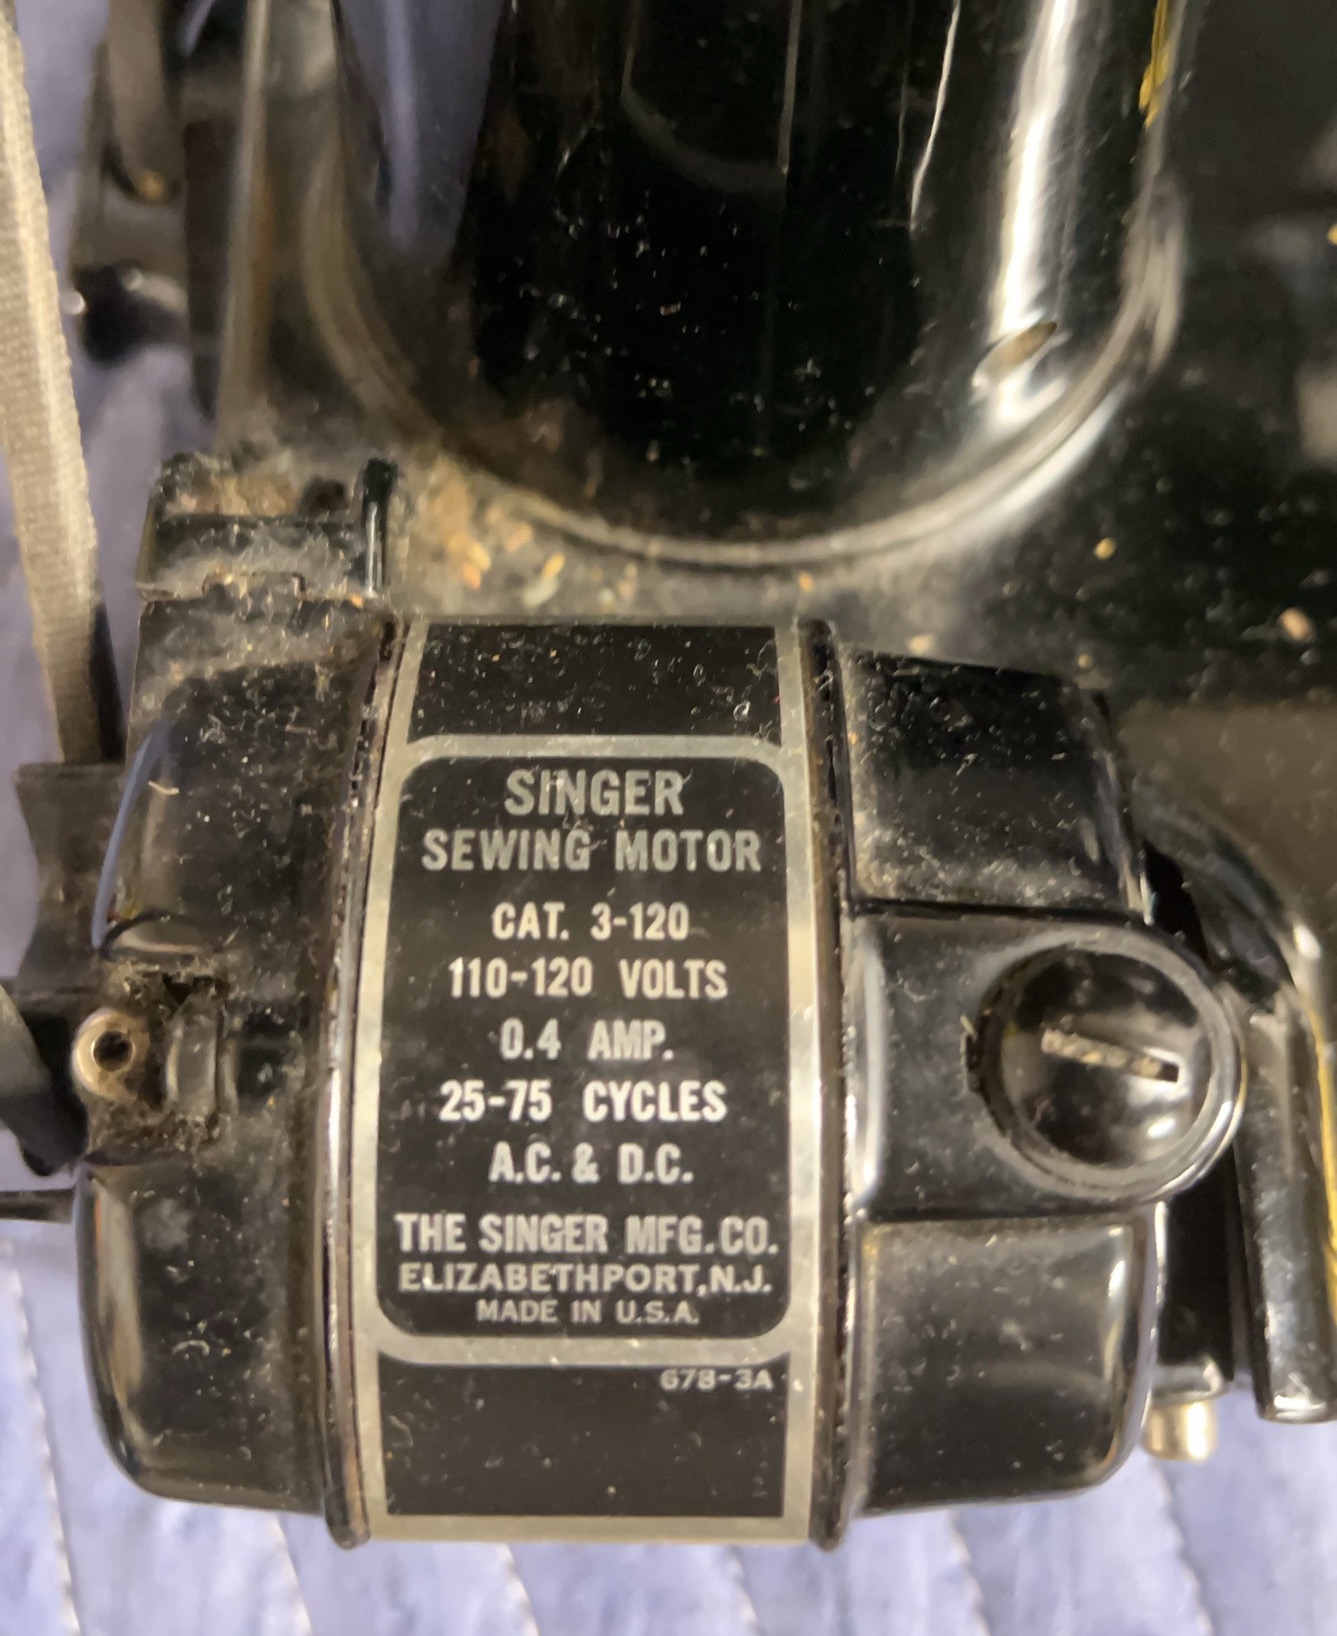 SINGER
SEWING MOTOR
CAT. 3-120
110-120 VOLTS
0.4 AMP.
25-75 CYCLES
A.C. & D.C.
THE SINGER MFG. CO.
ELIZABETHPORT, N.J.
MADE IN U.S.A.
678-3A